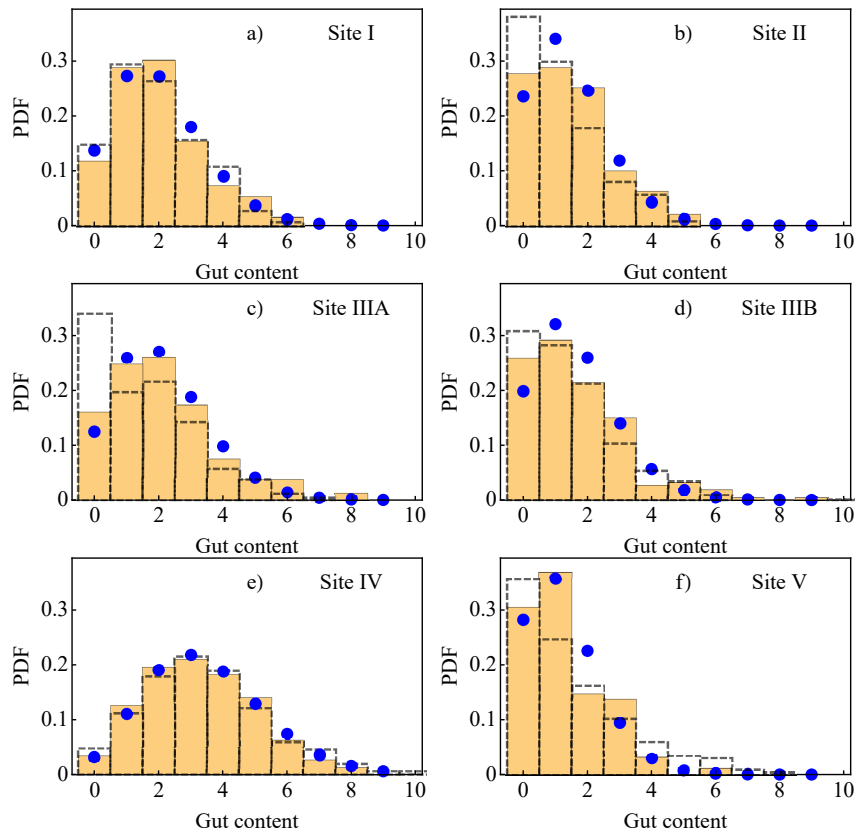 a) Site I
PDF
0.3
0.2
0.1
0
0 2 4 6 8 10
Gut content
b) Site II
PDF
0.3
0.2
0.1
0
0 2 4 6 8 10
Gut content
c) Site IIIA
PDF
0.3
0.2
0.1
0
0 2 4 6 8 10
Gut content
d) Site IIIB
PDF
0.3
0.2
0.1
0
0 2 4 6 8 10
Gut content
e) Site IV
PDF
0.3
0.2
0.1
0
0 2 4 6 8 10
Gut content
f) Site V
PDF
0.3
0.2
0.1
0
0 2 4 6 8 10
Gut content